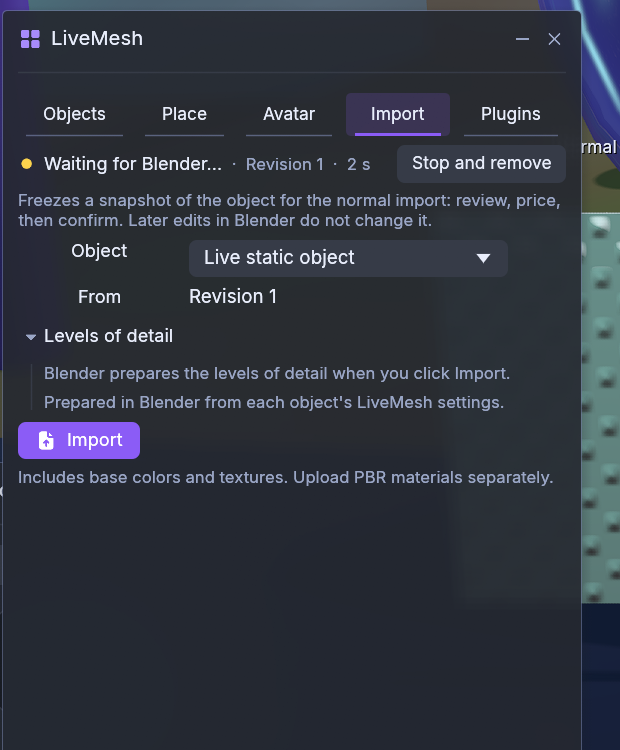 LiveMesh
Objects Place Avatar Import Plugins
Waiting for Blender... · Revision 1 · 2 s Stop and remove
Freezes a snapshot of the object for the normal import: review, price,
then confirm. Later edits in Blender do not change it.
Object Live static object
From Revision 1
Levels of detail
Blender prepares the levels of detail when you click Import.
Prepared in Blender from each object's LiveMesh settings.
Import
Includes base colors and textures. Upload PBR materials separately.